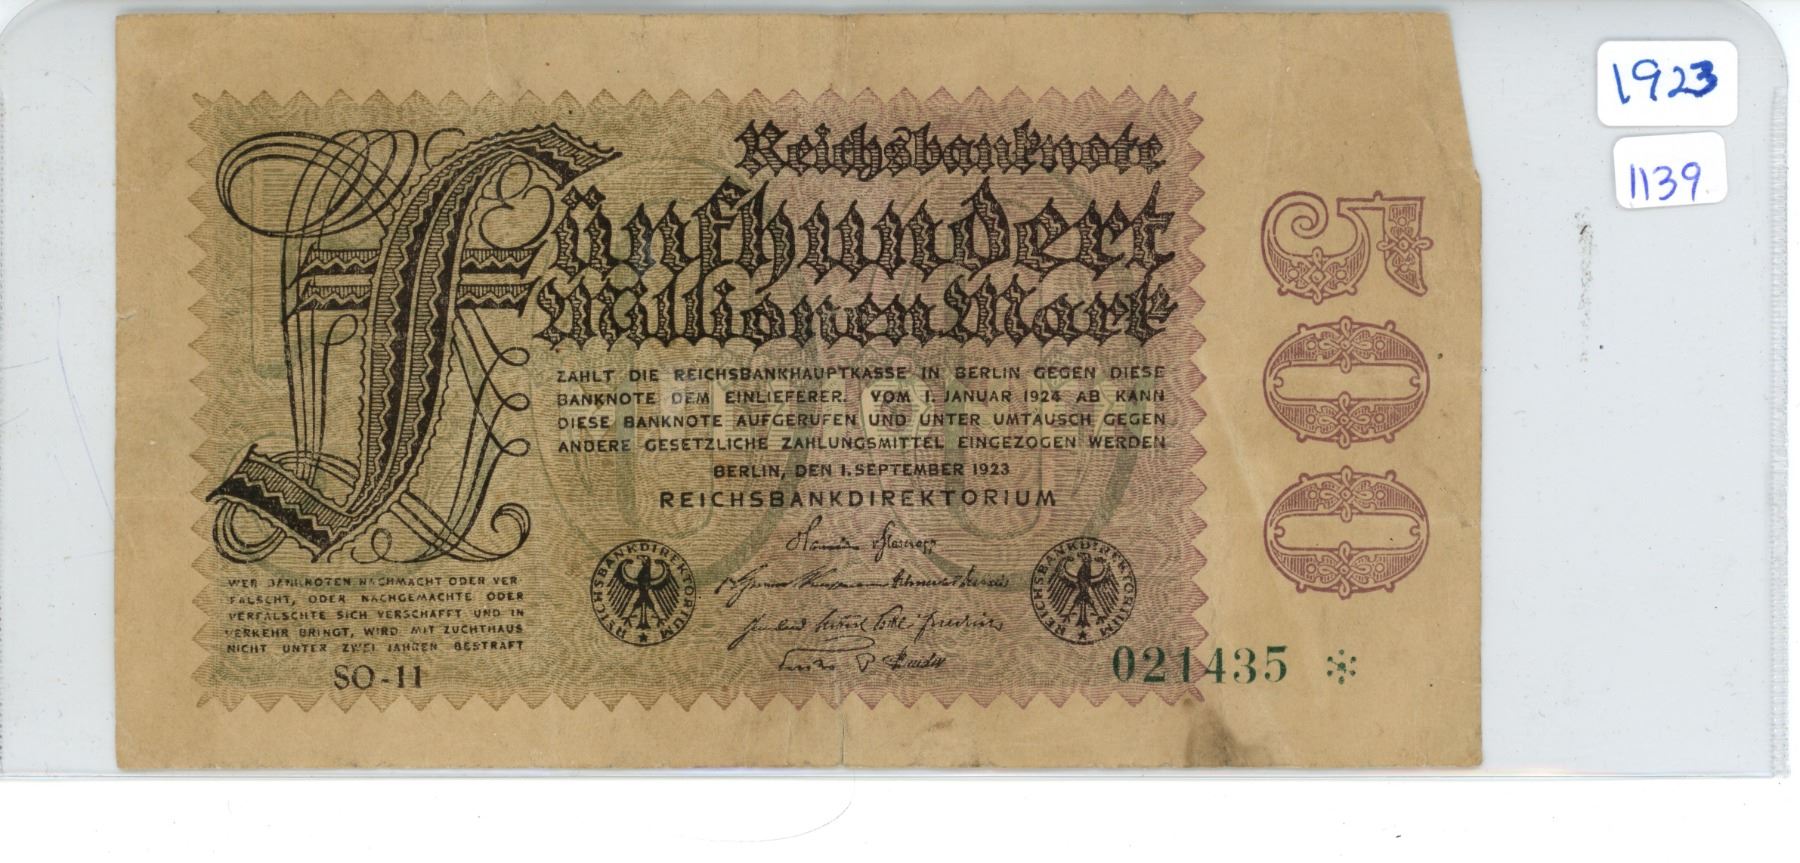 1923
1139
Reichsbanknote
Fünfhundert
Millionen Mark
ZAHLT DIE REICHSBANKHAUPTKASSE IN BERLIN GEGEN DIESE
BANKNOTE DEM EINLIEFERER. VOM 1. JANUAR 1924 AB KANN
DIESE BANKNOTE AUFGERUFEN UND UNTER UMTAUSCH GEGEN
ANDERE GESETZLICHE ZAHLUNGSMITTEL EINGEZOGEN WERDEN
BERLIN, DEN 1. SEPTEMBER 1923
REICHSBANKDIREKTORIUM
REICHSBANKDIREKTORIUM
REICHSBANKDIREKTORIUM
WER BANKNOTEN NACHMACHT ODER VER
FÄLSCHT, ODER NACHGEMACHTE ODER
VERFÄLSCHTE SICH VERSCHAFFT UND IN
VERKEHR BRINGT, WIRD MIT ZUCHTHAUS
NICHT UNTER ZWEI JAHREN BESTRAFT
SO-11
021435 *
500